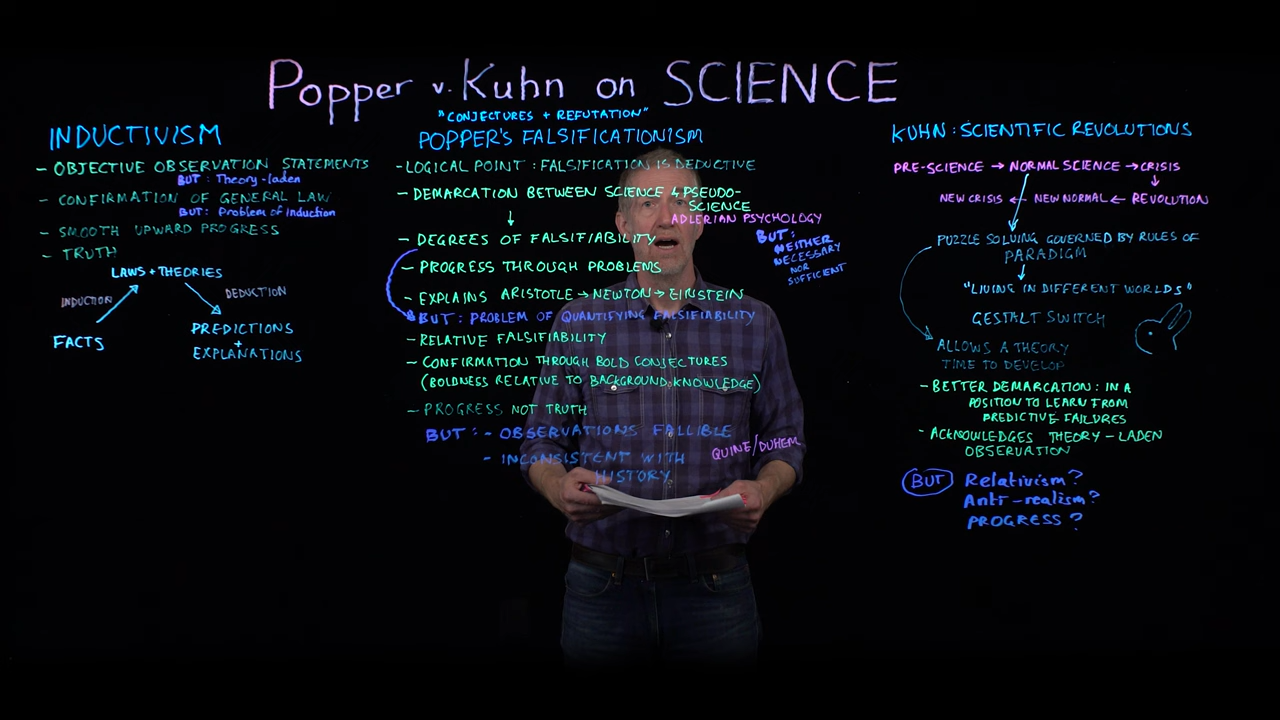 Popper v. Kuhn on SCIENCE
INDUCTIVISM
- OBJECTIVE OBSERVATION STATEMENTS
BUT: Theory-laden
- CONFIRMATION OF GENERAL LAW
BUT: Problem of Induction
- SMOOTH UPWARD PROGRESS
- TRUTH
LAWS + THEORIES
INDUCTION
DEDUCTION
FACTS
PREDICTIONS
+
EXPLANATIONS
"CONJECTURES + REFUTATION"
POPPER'S FALSIFICATIONISM
- LOGICAL POINT: FALSIFICATION IS DEDUCTIVE
- DEMARCATION BETWEEN SCIENCE & PSEUDO-
SCIENCE
ADLERIAN PSYCHOLOGY
BUT:
NEITHER
NECESSARY
NOR
SUFFICIENT
- DEGREES OF FALSIFIABILITY
- PROGRESS THROUGH PROBLEMS
- EXPLAINS ARISTOTLE → NEWTON → EINSTEIN
BUT: PROBLEM OF QUANTIFYING FALSIFIABILITY
- RELATIVE FALSIFIABILITY
- CONFIRMATION THROUGH BOLD CONJECTURES
(BOLDNESS RELATIVE TO BACKGROUND KNOWLEDGE)
- PROGRESS NOT TRUTH
BUT: - OBSERVATIONS FALLIBLE
- INCONSISTENT WITH
HISTORY
QUINE/DUHEM
KUHN: SCIENTIFIC REVOLUTIONS
PRE-SCIENCE → NORMAL SCIENCE → CRISIS
NEW CRISIS ← NEW NORMAL ← REVOLUTION
PUZZLE SOLVING GOVERNED BY RULES OF
PARADIGM
"LIVING IN DIFFERENT WORLDS"
GESTALT SWITCH
ALLOWS A THEORY
TIME TO DEVELOP
- BETTER DEMARCATION: IN A
POSITION TO LEARN FROM
PREDICTIVE FAILURES
- ACKNOWLEDGES THEORY-LADEN
OBSERVATION
BUT Relativism?
Anti-realism?
PROGRESS?